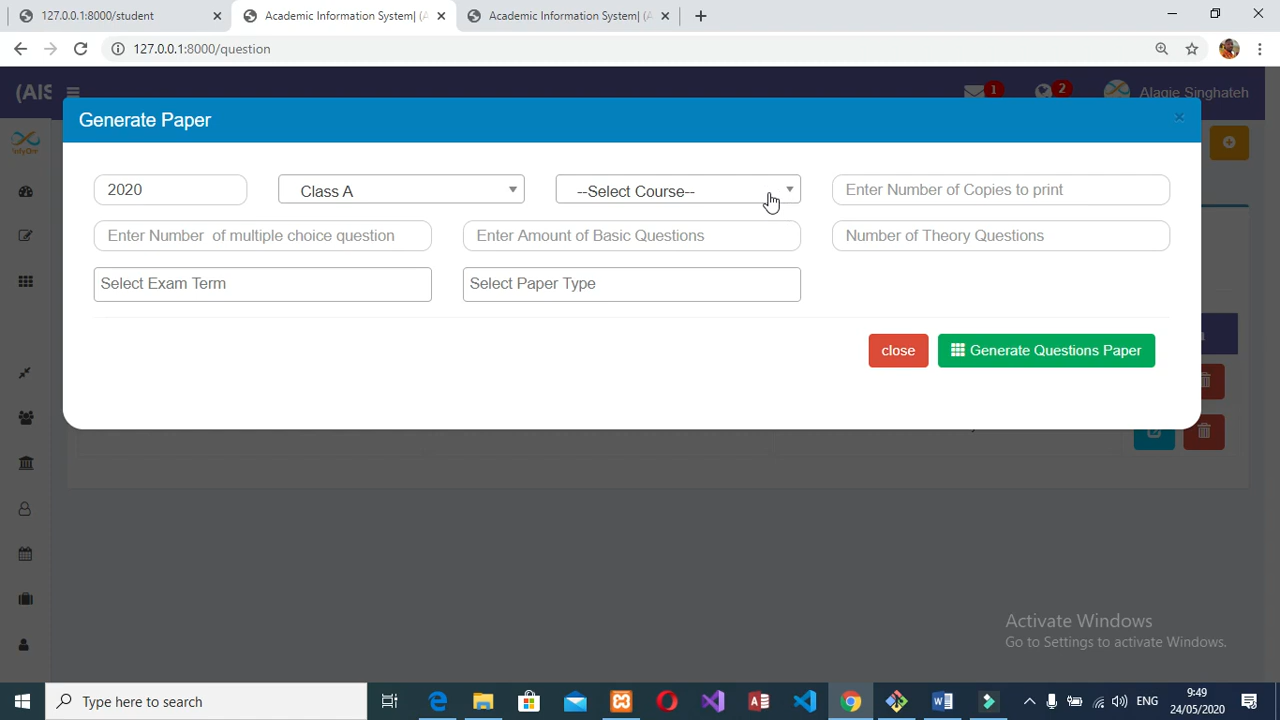 127.0.0.1:8000/student
Academic Information System| (A
Academic Information System| (A
127.0.0.1:8000/question
(AIS
1
2
Alagie Singhateh
Generate Paper
2020
Class A
--Select Course--
Enter Number of Copies to print
Enter Number of multiple choice question
Enter Amount of Basic Questions
Number of Theory Questions
Select Exam Term
Select Paper Type
close
Generate Questions Paper
Activate Windows
Go to Settings to activate Windows.
Type here to search
ENG
9:49
24/05/2020